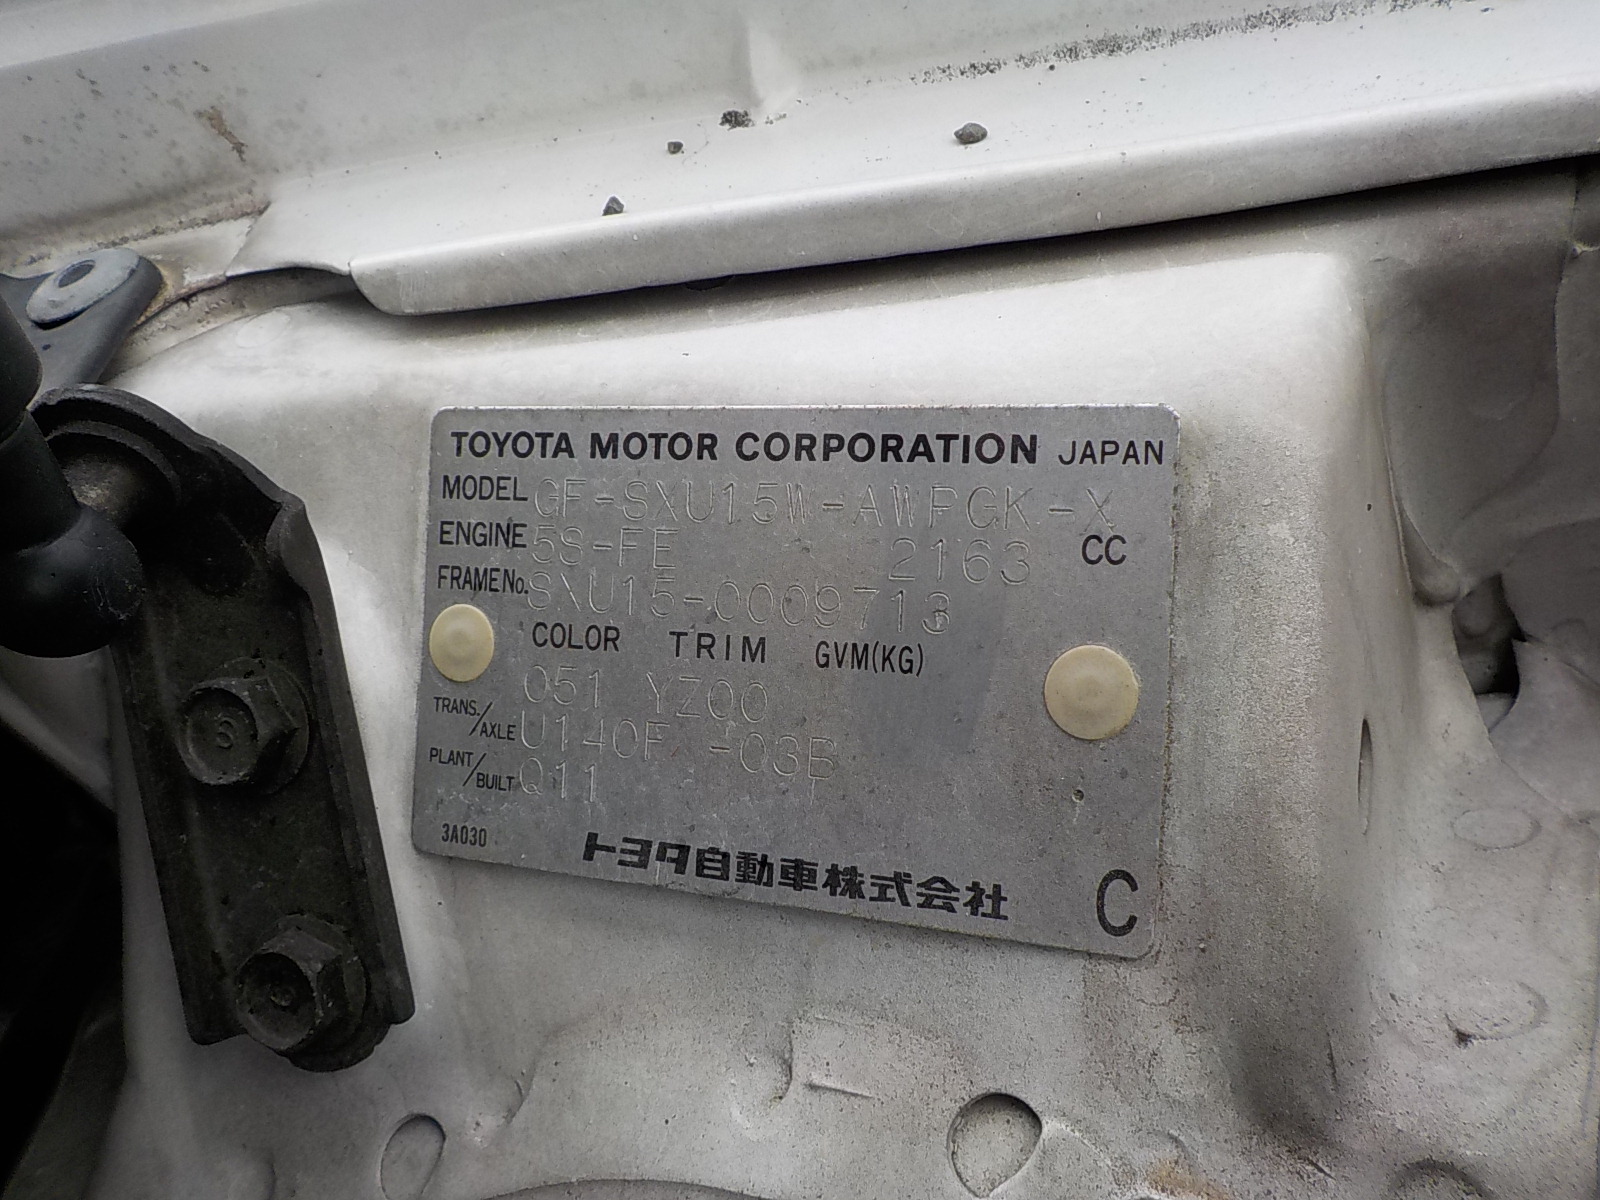 TOYOTA MOTOR CORPORATION JAPAN
MODEL GF-SXU15W-AWPGK-X
ENGINE 5S-FE 2163 CC
FRAME No. SXU15-0009713
COLOR TRIM GVM(KG)
051 YZ00
TRANS./AXLE U140F -03B
PLANT/BUILT Q11
3A030
トヨタ自動車株式会社 C